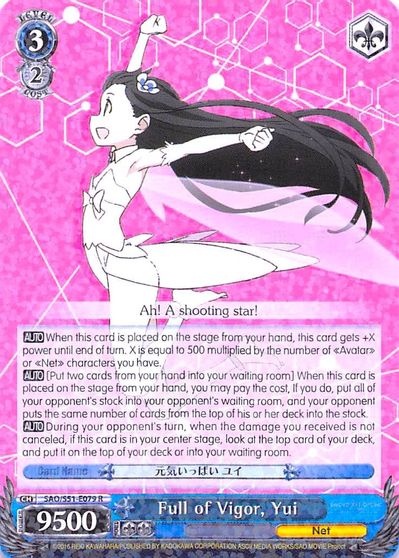 LEVEL
3
2
COST
Ah! A shooting star!
AUTO When this card is placed on the stage from your hand, this card gets +X
power until end of turn. X is equal to 500 multiplied by the number of «Avatar»
or «Net» characters you have.
AUTO [Put two cards from your hand into your waiting room] When this card is
placed on the stage from your hand, you may pay the cost. If you do, put all of
your opponent's stock into your opponent's waiting room, and your opponent
puts the same number of cards from the top of his or her deck into the stock.
AUTO During your opponent's turn, when the damage you received is not
canceled, if this card is in your center stage, look at the top card of your deck,
and put it on the top of your deck or into your waiting room.
Card Name
元気いっぱい ユイ
CH SAO/S51-E079 R
POWER
9500
Full of Vigor, Yui
Net
©2016 REKI KAWAHARA/PUBLISHED BY KADOKAWA CORPORATION ASCII MEDIA WORKS/SAO MOVIE Project